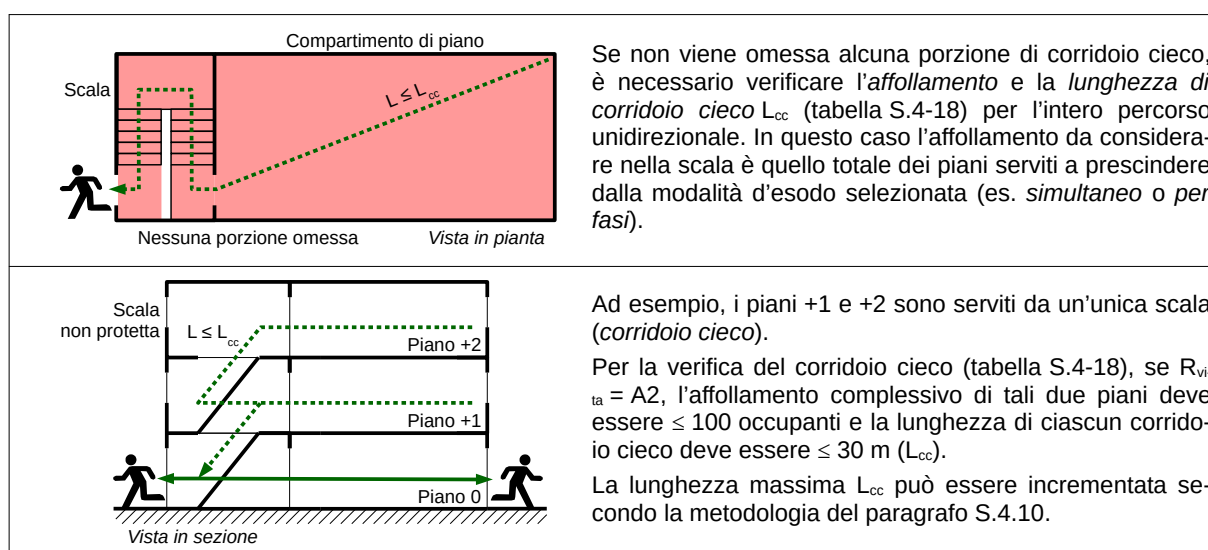 Compartimento di piano
Scala
L ≤ Lcc
Nessuna porzione omessa
Vista in pianta
Se non viene omessa alcuna porzione di corridoio cieco,
è necessario verificare l’affollamento e la lunghezza di
corridoio cieco Lcc (tabella S.4-18) per l’intero percorso
unidirezionale. In questo caso l’affollamento da considera-
re nella scala è quello totale dei piani serviti a prescindere
dalla modalità d’esodo selezionata (es. simultaneo o per
fasi).
Scala
non protetta
L ≤ Lcc
Piano +2
Piano +1
Piano 0
Vista in sezione
Ad esempio, i piani +1 e +2 sono serviti da un’unica scala
(corridoio cieco).
Per la verifica del corridoio cieco (tabella S.4-18), se Rvi-
ta = A2, l’affollamento complessivo di tali due piani deve
essere ≤ 100 occupanti e la lunghezza di ciascun corrido-
io cieco deve essere ≤ 30 m (Lcc).
La lunghezza massima Lcc può essere incrementata se-
condo la metodologia del paragrafo S.4.10.